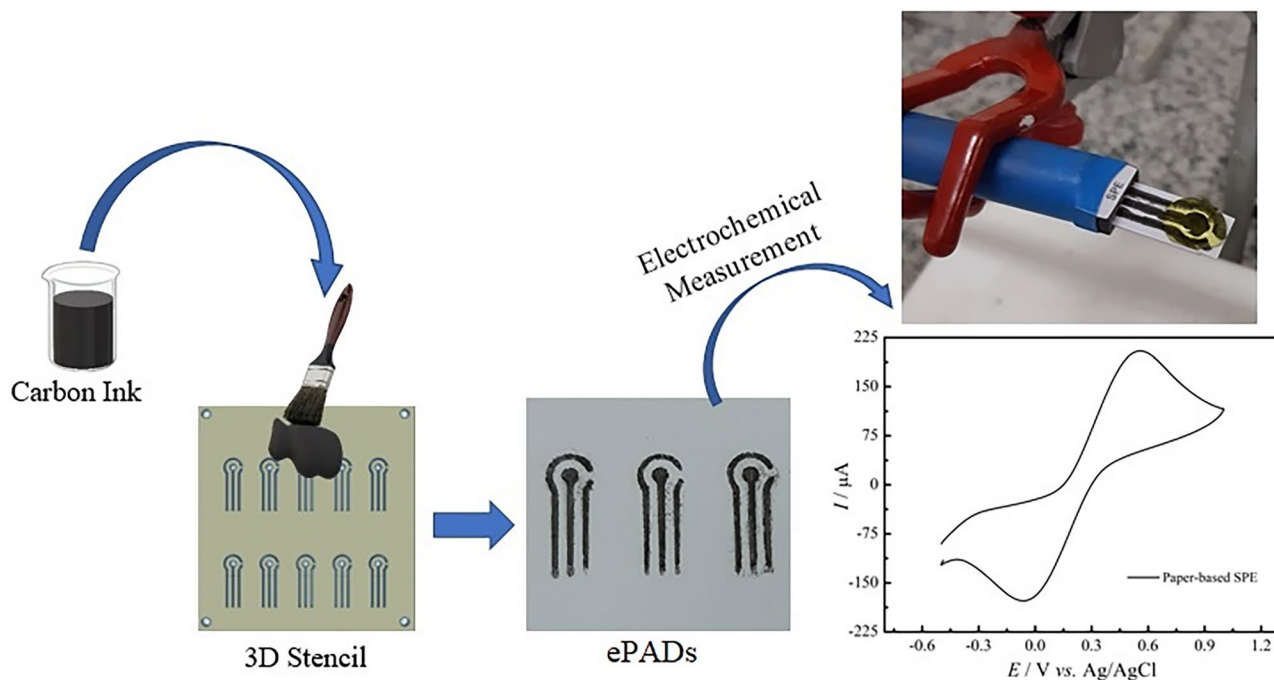 Carbon Ink
3D Stencil
ePADs
Electrochemical
Measurement
SPE
225
150
75
0
-75
-150
-225
I / µA
Paper-based SPE
-0.6
-0.3
0.0
0.3
0.6
0.9
1.2
E / V vs. Ag/AgCl